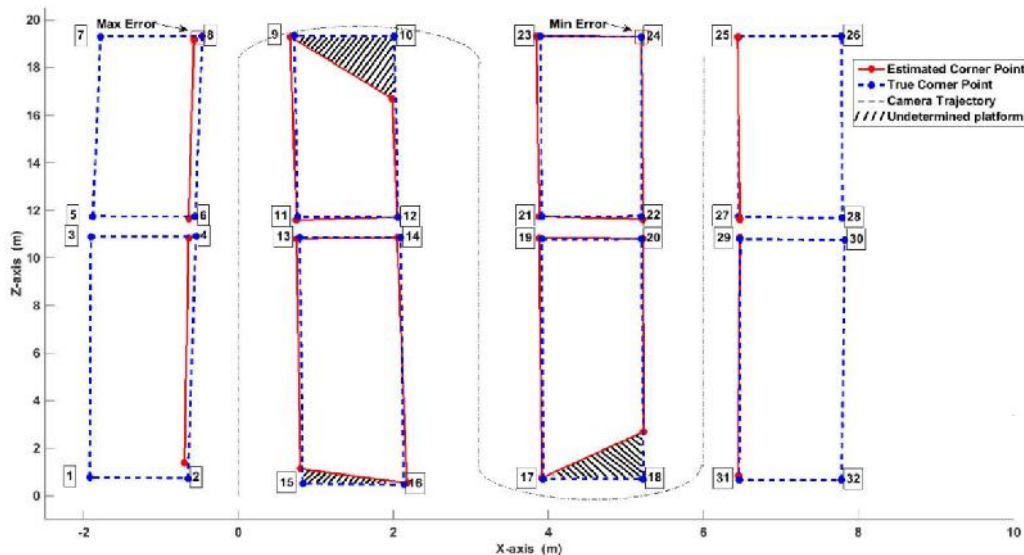 Max Error
Min Error
7 8 9 10 23 24 25 26
Estimated Corner Point
True Corner Point
Camera Trajectory
Undetermined platform
5 6 11 12 21 22 27 28
3 4 13 14 19 20 29 30
1 2 15 16 17 18 31 32
20
18
16
14
12
10
8
6
4
2
0
Z-axis (m)
-2 0 2 4 6 8 10
X-axis (m)